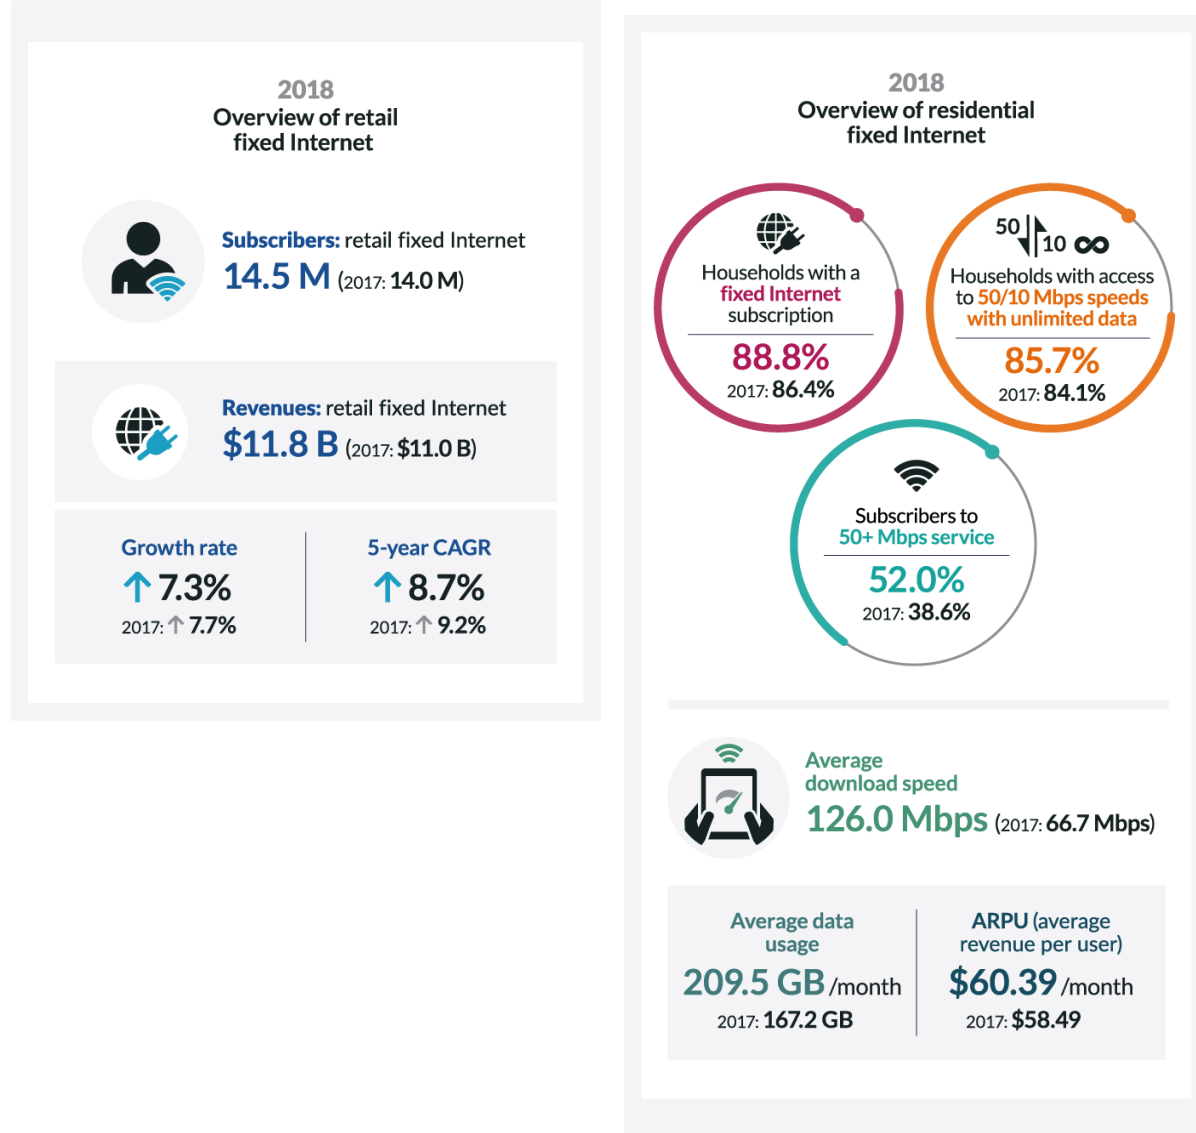 2018
Overview of retail
fixed Internet
Subscribers: retail fixed Internet
14.5 M (2017: 14.0 M)
Revenues: retail fixed Internet
$11.8 B (2017: $11.0 B)
Growth rate
↑ 7.3%
2017: ↑ 7.7%
5-year CAGR
↑ 8.7%
2017: ↑ 9.2%
2018
Overview of residential
fixed Internet
Households with a
fixed Internet
subscription
88.8%
2017: 86.4%
50 10 ∞
Households with access
to 50/10 Mbps speeds
with unlimited data
85.7%
2017: 84.1%
Subscribers to
50+ Mbps service
52.0%
2017: 38.6%
Average
download speed
126.0 Mbps (2017: 66.7 Mbps)
Average data
usage
209.5 GB /month
2017: 167.2 GB
ARPU (average
revenue per user)
$60.39 /month
2017: $58.49